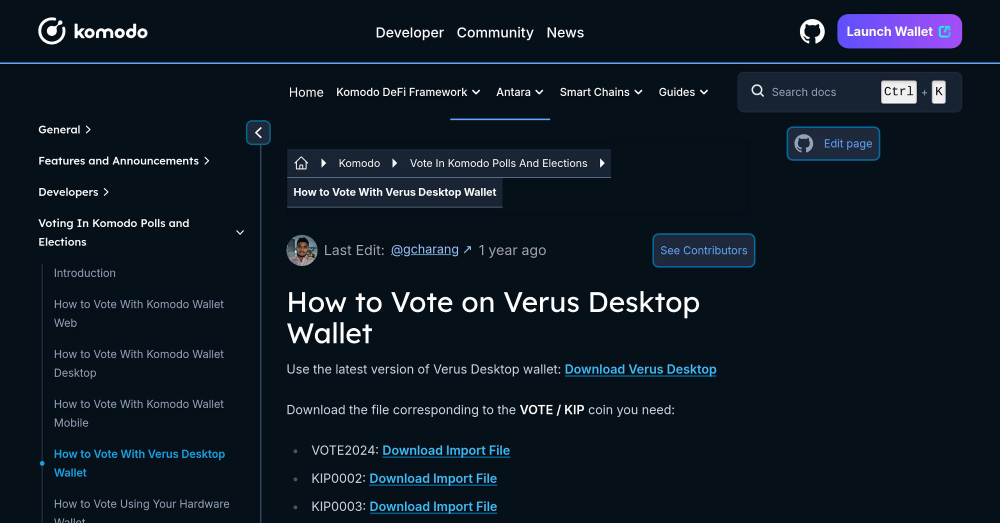 komodo
Developer Community News
Launch Wallet
Home Komodo DeFi Framework Antara Smart Chains Guides
Search docs Ctrl + K
General
Features and Announcements
Developers
Voting In Komodo Polls and
Elections
Introduction
How to Vote With Komodo Wallet
Web
How to Vote With Komodo Wallet
Desktop
How to Vote With Komodo Wallet
Mobile
How to Vote With Verus Desktop
Wallet
How to Vote Using Your Hardware
Wallet
Komodo Vote In Komodo Polls And Elections
How to Vote With Verus Desktop Wallet
Edit page
Last Edit: @gcharang ↗ 1 year ago
See Contributors
How to Vote on Verus Desktop
Wallet
Use the latest version of Verus Desktop wallet: Download Verus Desktop
Download the file corresponding to the VOTE / KIP coin you need:
VOTE2024: Download Import File
KIP0002: Download Import File
KIP0003: Download Import File